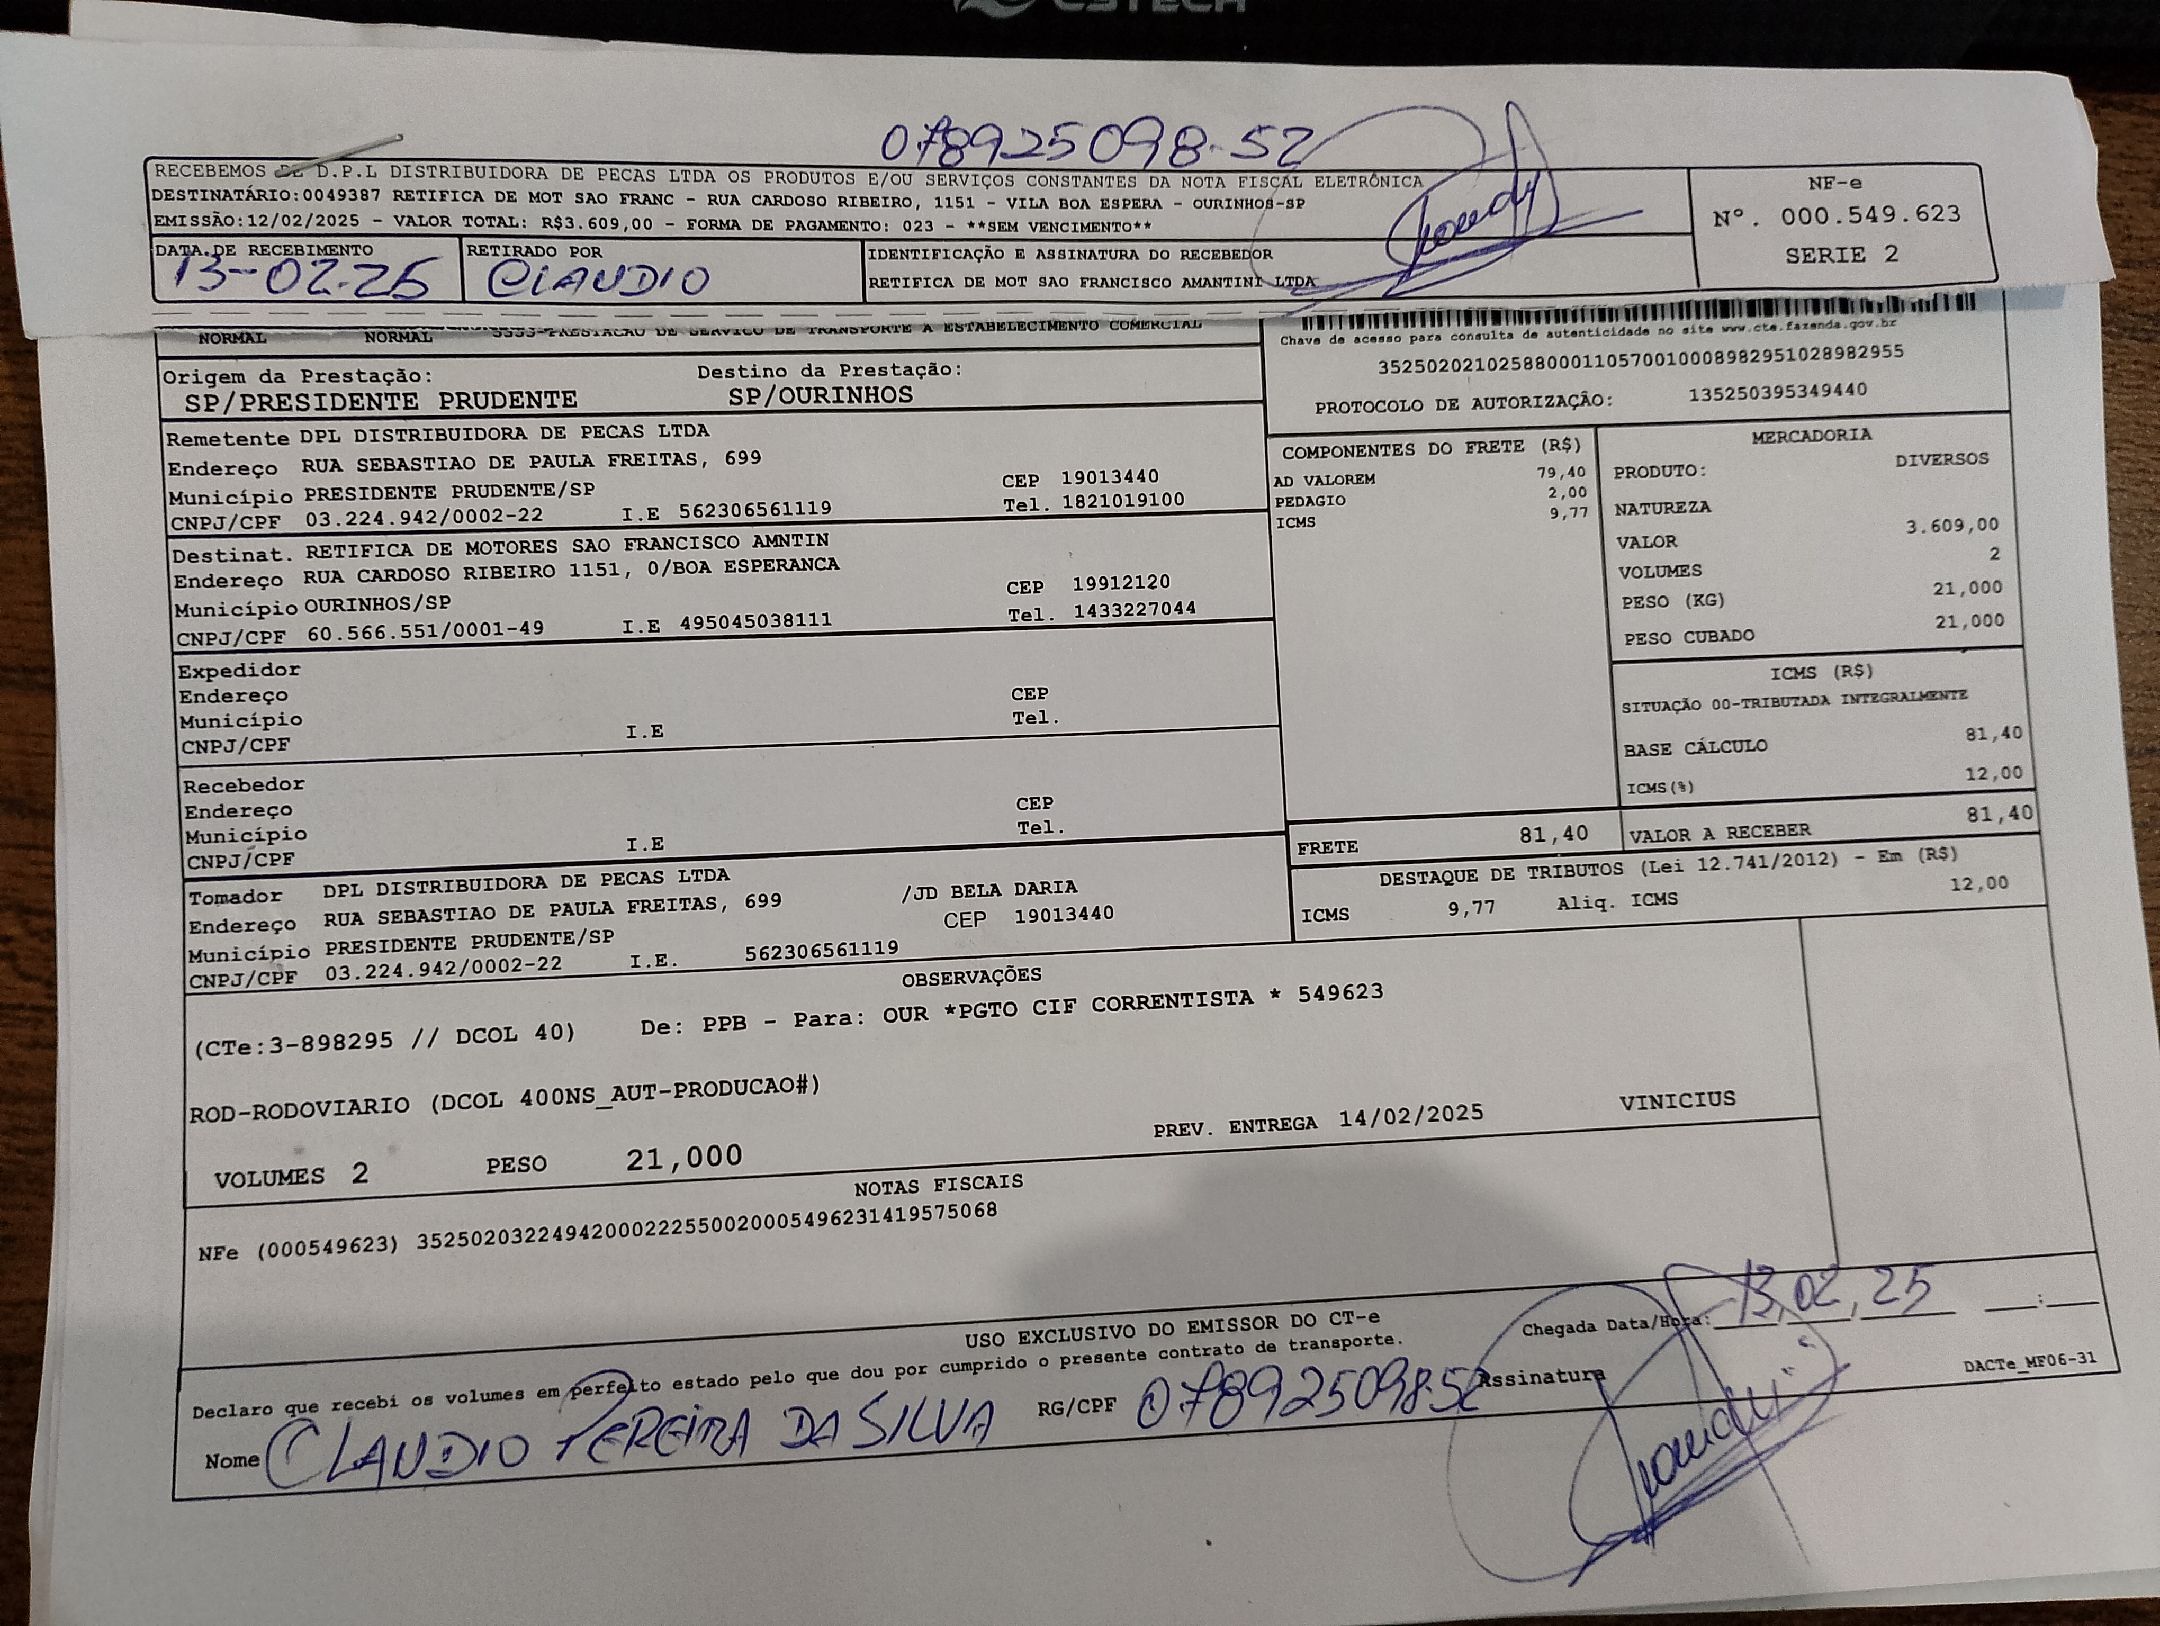 CSTECH
078925098-52
RECEBEMOS DE D.P.L DISTRIBUIDORA DE PECAS LTDA OS PRODUTOS E/OU SERVIÇOS CONSTANTES DA NOTA FISCAL ELETRÔNICA
DESTINATÁRIO:0049387 RETIFICA DE MOT SAO FRANC - RUA CARDOSO RIBEIRO, 1151 - VILA BOA ESPERA - OURINHOS-SP
EMISSÃO:12/02/2025 - VALOR TOTAL: R$3.609,00 - FORMA DE PAGAMENTO: 023 - **SEM VENCIMENTO**
NF-e
Nº. 000.549.623
SERIE 2
DATA DE RECEBIMENTO
13-02-25
RETIRADO POR
CLAUDIO
IDENTIFICAÇÃO E ASSINATURA DO RECEBEDOR
RETIFICA DE MOT SAO FRANCISCO AMANTINI LTDA
NORMAL NORMAL 5353-PRESTACAO DE SERVICO DE TRANSPORTE A ESTABELECIMENTO COMERCIAL
Chave de acesso para consulta de autenticidade no site www.cte.fazenda.gov.br
35250202102588000110570010008982951028982955
PROTOCOLO DE AUTORIZAÇÃO: 135250395349440
Origem da Prestação: Destino da Prestação:
SP/PRESIDENTE PRUDENTE SP/OURINHOS
Remetente DPL DISTRIBUIDORA DE PECAS LTDA
Endereço RUA SEBASTIAO DE PAULA FREITAS, 699
Município PRESIDENTE PRUDENTE/SP CEP 19013440
CNPJ/CPF 03.224.942/0002-22 I.E 562306561119 Tel. 1821019100
Destinat. RETIFICA DE MOTORES SAO FRANCISCO AMNTIN
Endereço RUA CARDOSO RIBEIRO 1151, 0/BOA ESPERANCA
Município OURINHOS/SP CEP 19912120
CNPJ/CPF 60.566.551/0001-49 I.E 495045038111 Tel. 1433227044
Expedidor
Endereço CEP
Município Tel.
CNPJ/CPF I.E
Recebedor
Endereço CEP
Município Tel.
CNPJ/CPF I.E
Tomador DPL DISTRIBUIDORA DE PECAS LTDA
Endereço RUA SEBASTIAO DE PAULA FREITAS, 699 /JD BELA DARIA
Município PRESIDENTE PRUDENTE/SP CEP 19013440
CNPJ/CPF 03.224.942/0002-22 I.E. 562306561119
COMPONENTES DO FRETE (R$)
AD VALOREM 79,40
PEDAGIO 2,00
ICMS 9,77
MERCADORIA
PRODUTO: DIVERSOS
NATUREZA
VALOR 3.609,00
VOLUMES 2
PESO (KG) 21,000
PESO CUBADO 21,000
ICMS (R$)
SITUAÇÃO 00-TRIBUTADA INTEGRALMENTE
BASE CÁLCULO 81,40
ICMS(%) 12,00
FRETE 81,40 VALOR A RECEBER 81,40
DESTAQUE DE TRIBUTOS (Lei 12.741/2012) - Em (R$)
ICMS 9,77 Aliq. ICMS 12,00
OBSERVAÇÕES
(CTe:3-898295 // DCOL 40) De: PPB - Para: OUR *PGTO CIF CORRENTISTA * 549623
ROD-RODOVIARIO (DCOL 400NS_AUT-PRODUCAO#)
PREV. ENTREGA 14/02/2025 VINICIUS
VOLUMES 2 PESO 21,000
NOTAS FISCAIS
NFe (000549623) 35250203224942000222550020005496231419575068
USO EXCLUSIVO DO EMISSOR DO CT-e
Chegada Data/Hora: 13,02,25 :
Declaro que recebi os volumes em perfeito estado pelo que dou por cumprido o presente contrato de transporte.
Nome CLAUDIO PEREIRA DA SILVA RG/CPF 078925098-52 Assinatura
DACTe_MF06-31